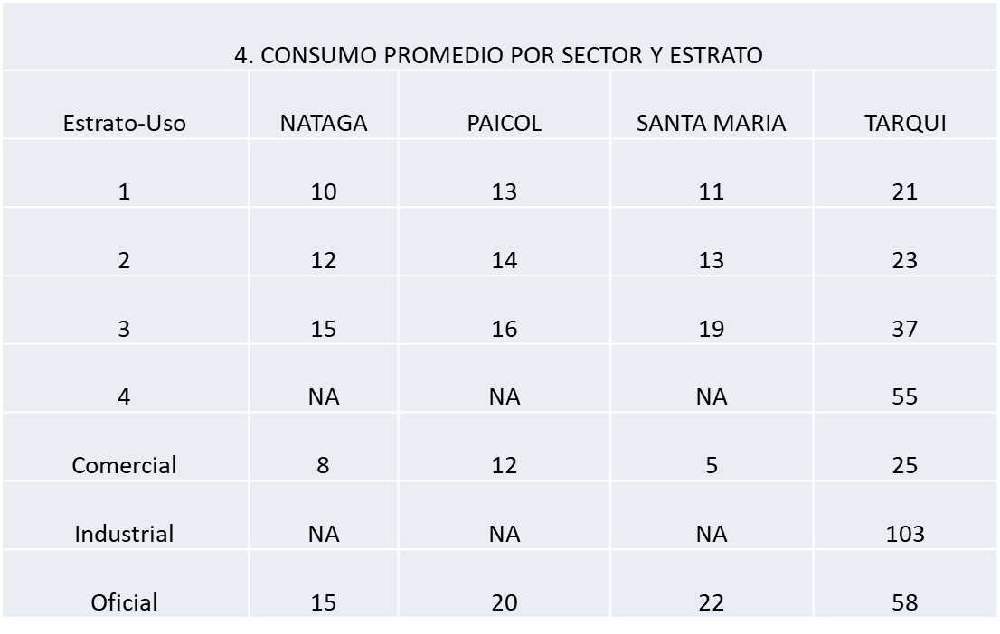 4. CONSUMO PROMEDIO POR SECTOR Y ESTRATO
Estrato-Uso NATAGA PAICOL SANTA MARIA TARQUI
1 10 13 11 21
2 12 14 13 23
3 15 16 19 37
4 NA NA NA 55
Comercial 8 12 5 25
Industrial NA NA NA 103
Oficial 15 20 22 58